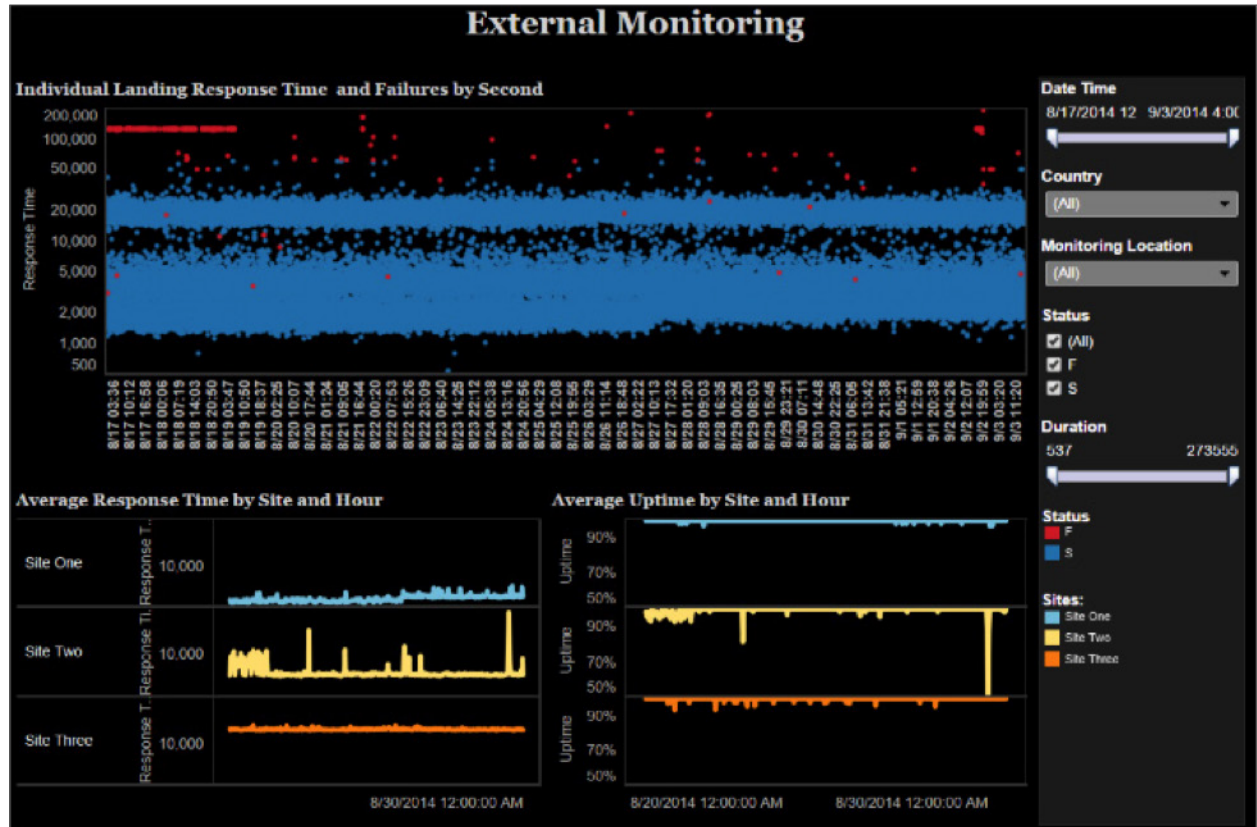 External Monitoring
Individual Landing Response Time and Failures by Second
Response Time
200,000
100,000
50,000
20,000
10,000
5,000
2,000
1,000
500
8/17 03:36
8/17 10:12
8/17 16:58
8/18 00:06
8/18 07:19
8/18 14:03
8/18 20:50
8/19 03:47
8/19 10:50
8/19 18:37
8/20 02:25
8/20 10:07
8/20 17:44
8/21 01:24
8/21 09:05
8/21 16:44
8/22 00:20
8/22 07:53
8/22 15:26
8/22 23:09
8/23 06:40
8/23 14:25
8/23 22:12
8/24 05:38
8/24 13:16
8/24 20:56
8/25 04:29
8/25 12:08
8/25 19:55
8/26 03:29
8/26 11:14
8/26 18:48
8/27 02:22
8/27 10:13
8/27 17:32
8/28 01:20
8/28 09:03
8/28 16:35
8/29 00:25
8/29 08:03
8/29 15:45
8/29 23:21
8/30 07:11
8/30 14:48
8/30 22:25
8/31 06:05
8/31 13:42
8/31 21:38
9/1 05:21
9/1 12:59
9/1 20:38
9/2 04:26
9/2 12:07
9/2 19:59
9/3 03:20
9/3 11:20
Date Time
8/17/2014 12 9/3/2014 4:00
Country
(All)
Monitoring Location
(All)
Status
(All)
F
S
Duration
537 273555
Status
F
S
Sites:
Site One
Site Two
Site Three
Average Response Time by Site and Hour
Site One
Response T..
10,000
Site Two
Response Ti..
10,000
Site Three
Response T..
10,000
8/30/2014 12:00:00 AM
Average Uptime by Site and Hour
Uptime
90%
70%
50%
Uptime
90%
70%
50%
Uptime
90%
70%
50%
8/20/2014 12:00:00 AM 8/30/2014 12:00:00 AM